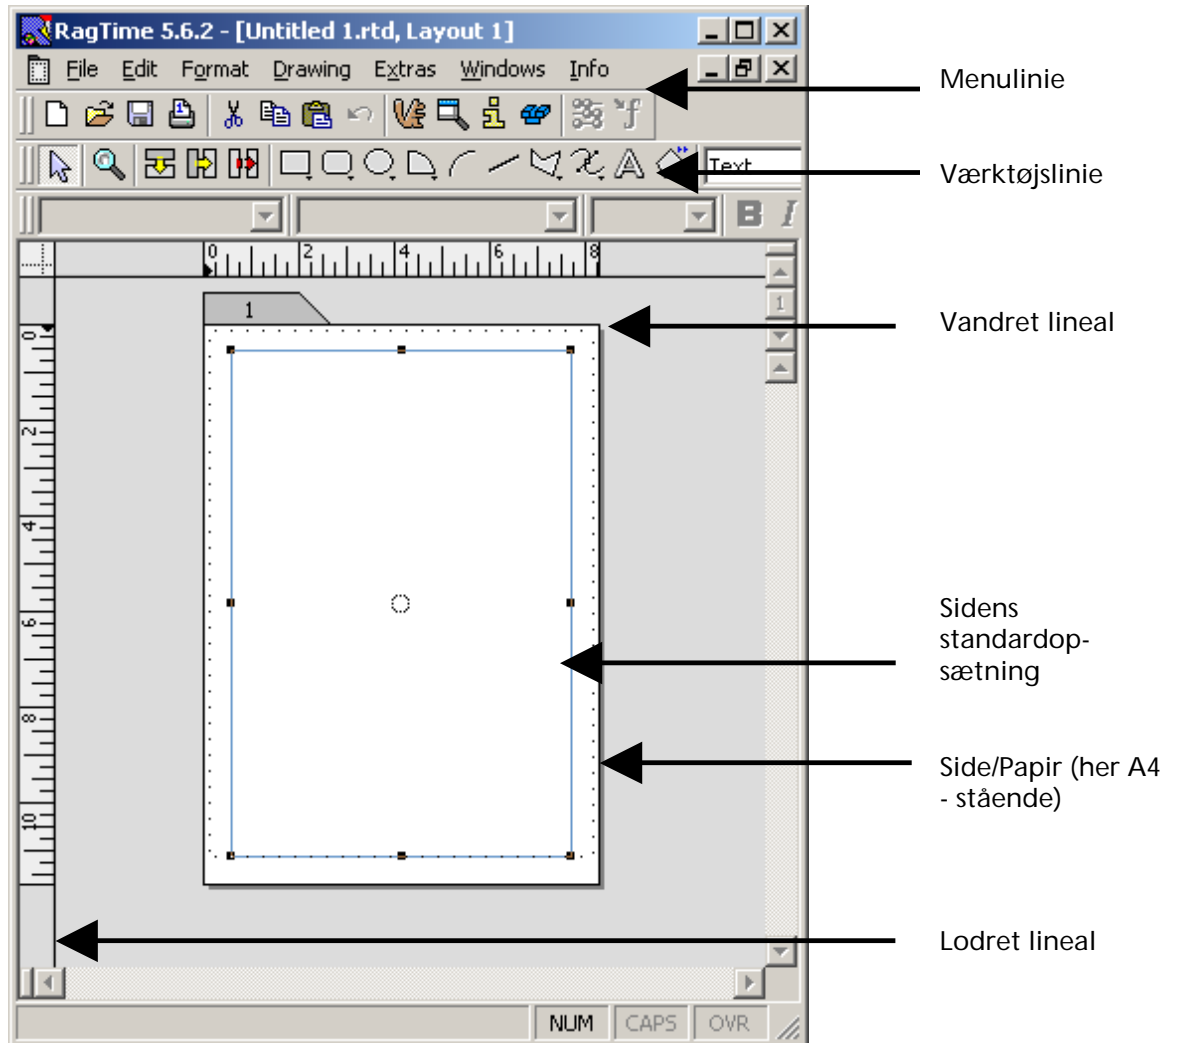 RagTime 5.6.2 - [Untitled 1.rtd, Layout 1]
File Edit Format Drawing Extras Windows Info
Menulinie
Text
Værktøjslinie
B I
0 2 4 6 8
1
1
Vandret lineal
0
2
4
6
8
10
Sidens
standardop-
sætning
Side/Papir (her A4
- stående)
Lodret lineal
NUM CAPS OVR